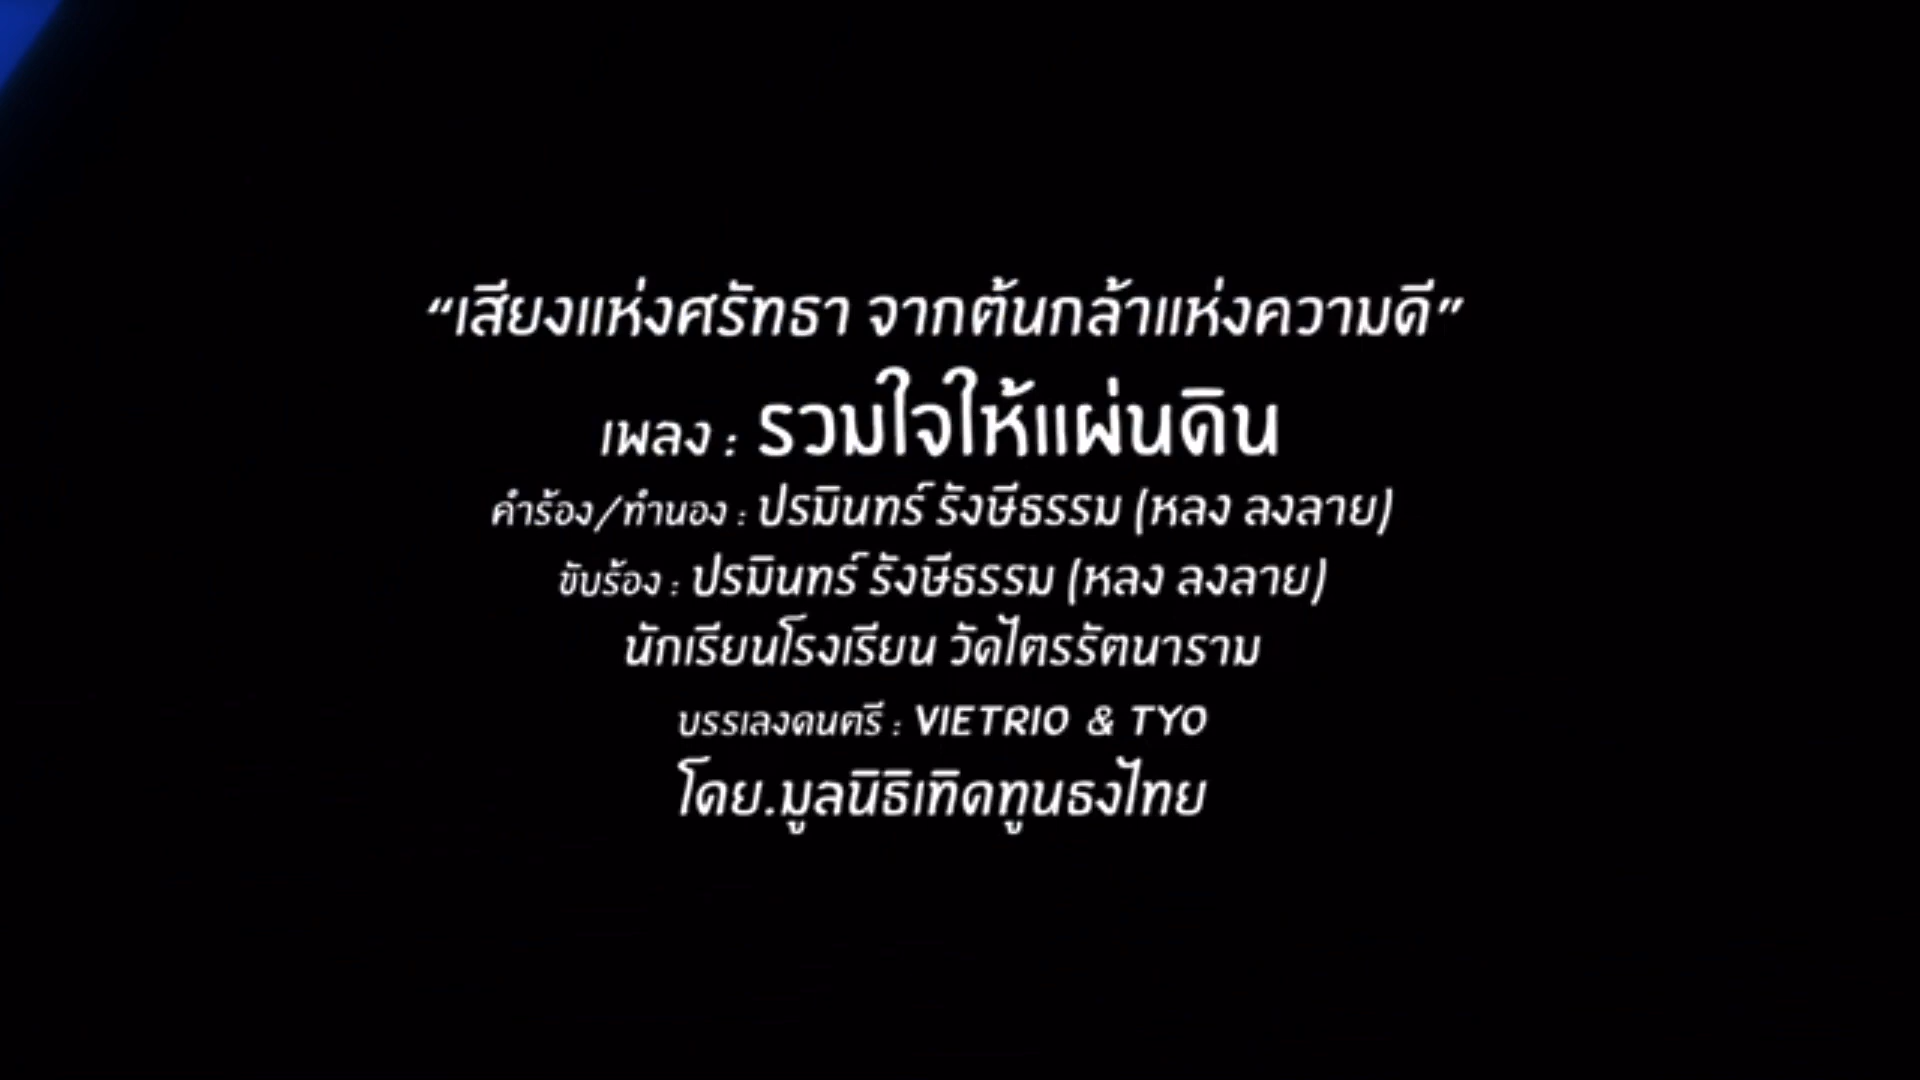 “เสียงแห่งศรัทธา จากต้นกล้าแห่งความดี”
เพลง : รวมใจให้แผ่นดิน
คำร้อง/ทำนอง : ปรมินทร์ รังษีธรรม (หลง ลงลาย)
ขับร้อง : ปรมินทร์ รังษีธรรม (หลง ลงลาย)
นักเรียนโรงเรียน วัดไตรรัตนาราม
บรรเลงดนตรี : VIETRIO & TYO
โดย.มูลนิธิเทิดทูนธงไทย